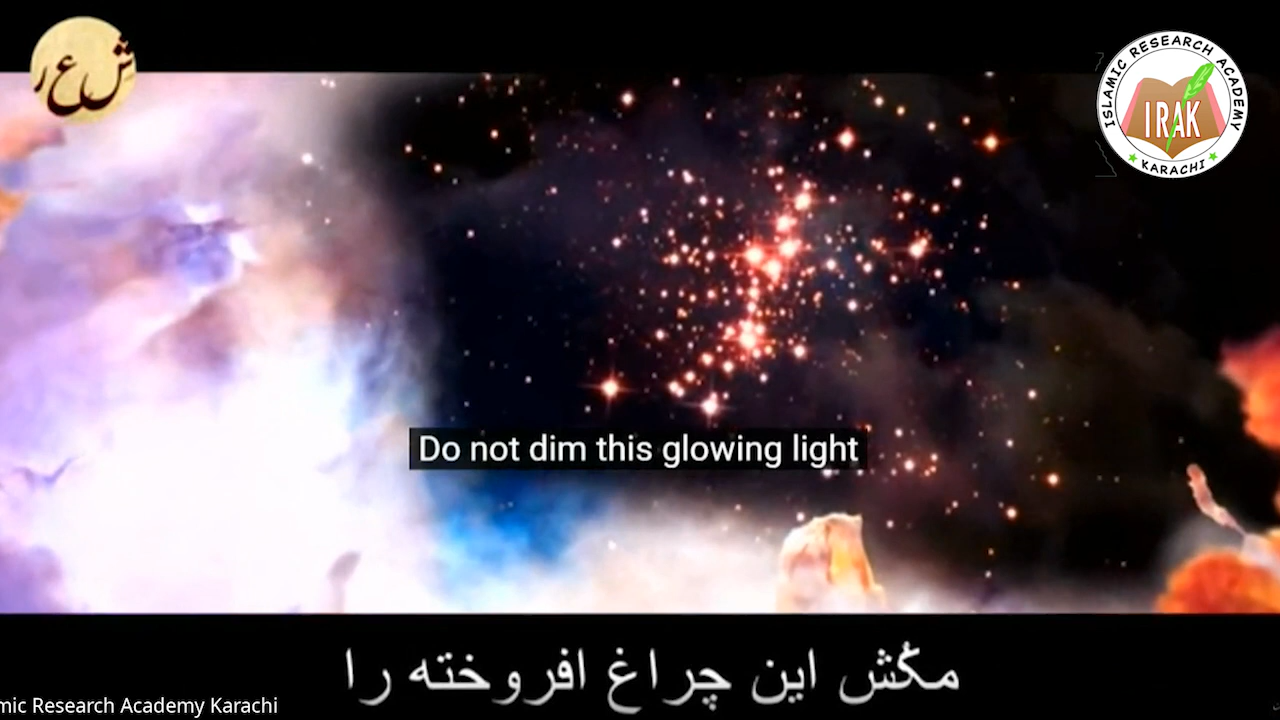 ش ع ر
ISLAMIC RESEARCH ACADEMY
IRAK
KARACHI
Do not dim this glowing light
مکُش این چراغ افروخته را
mic Research Academy Karachi